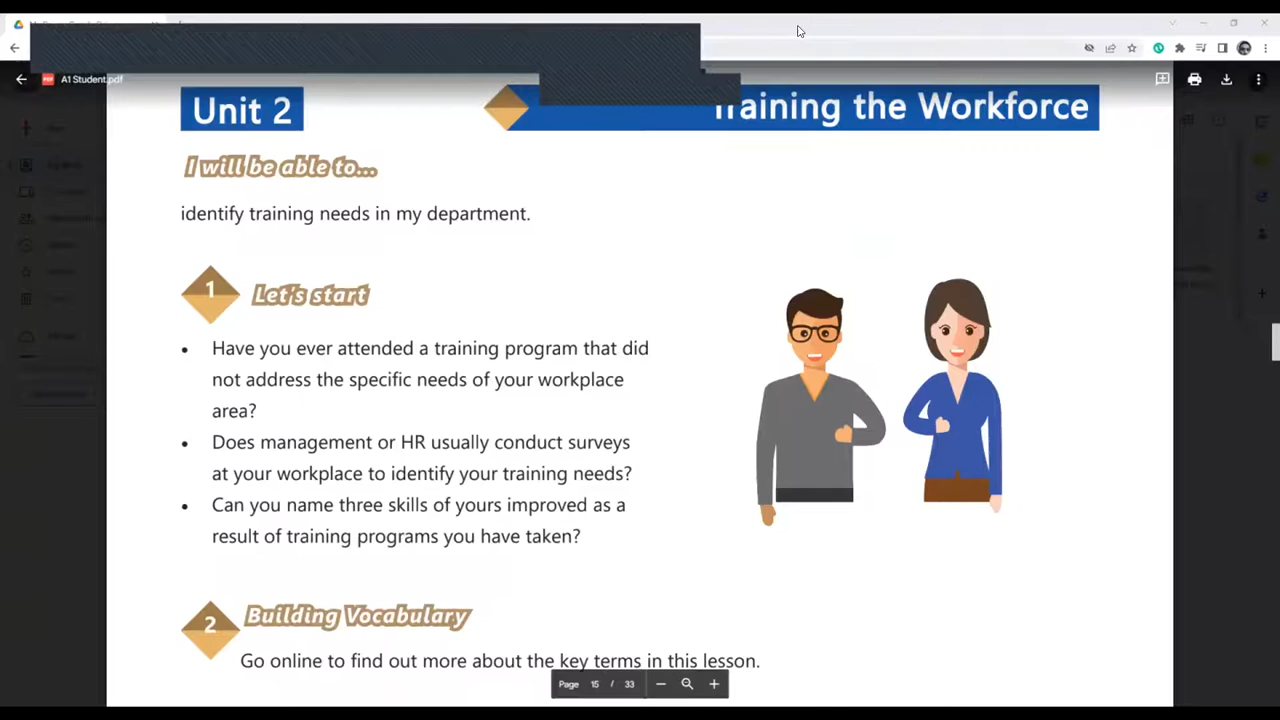 A1 Student.pdf
Unit 2
Training the Workforce
I will be able to...
identify training needs in my department.
1
Let's start
• Have you ever attended a training program that did
not address the specific needs of your workplace
area?
• Does management or HR usually conduct surveys
at your workplace to identify your training needs?
• Can you name three skills of yours improved as a
result of training programs you have taken?
2
Building Vocabulary
Go online to find out more about the key terms in this lesson.
Page 15 / 33